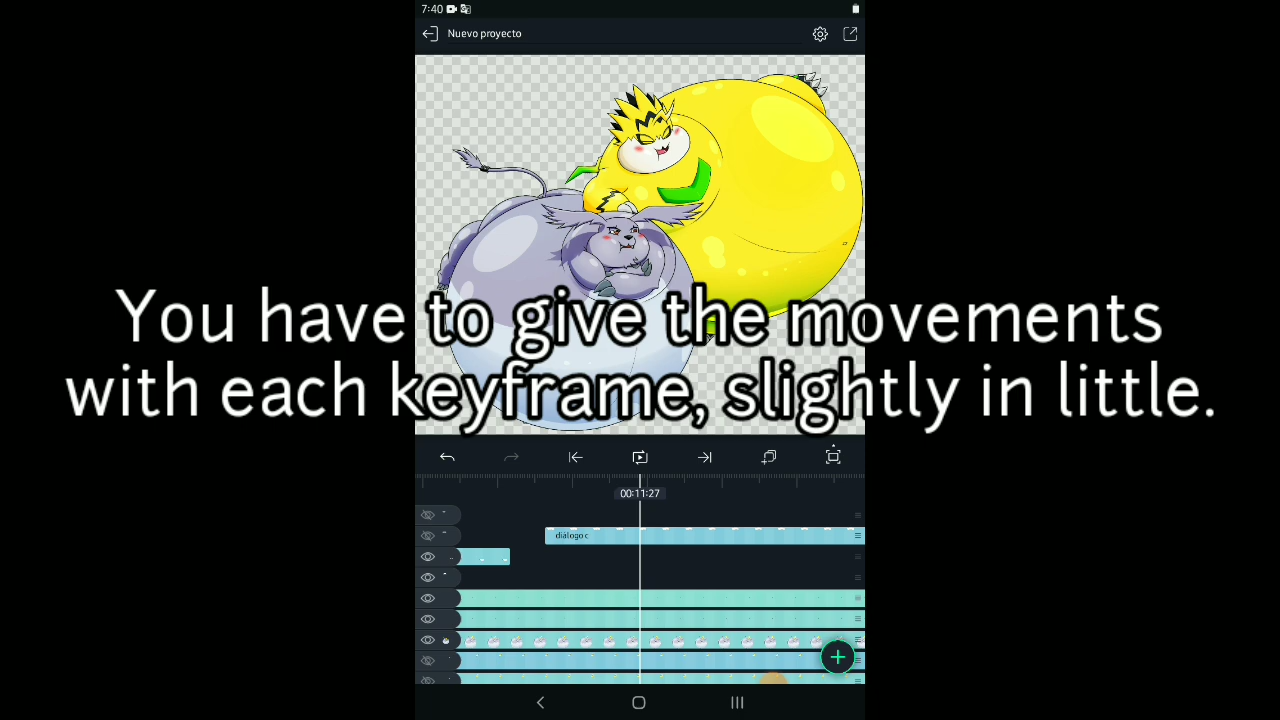 7:40
Nuevo proyecto
You have to give the movements
with each keyframe, slightly in little.
00:11:27
dialogo c